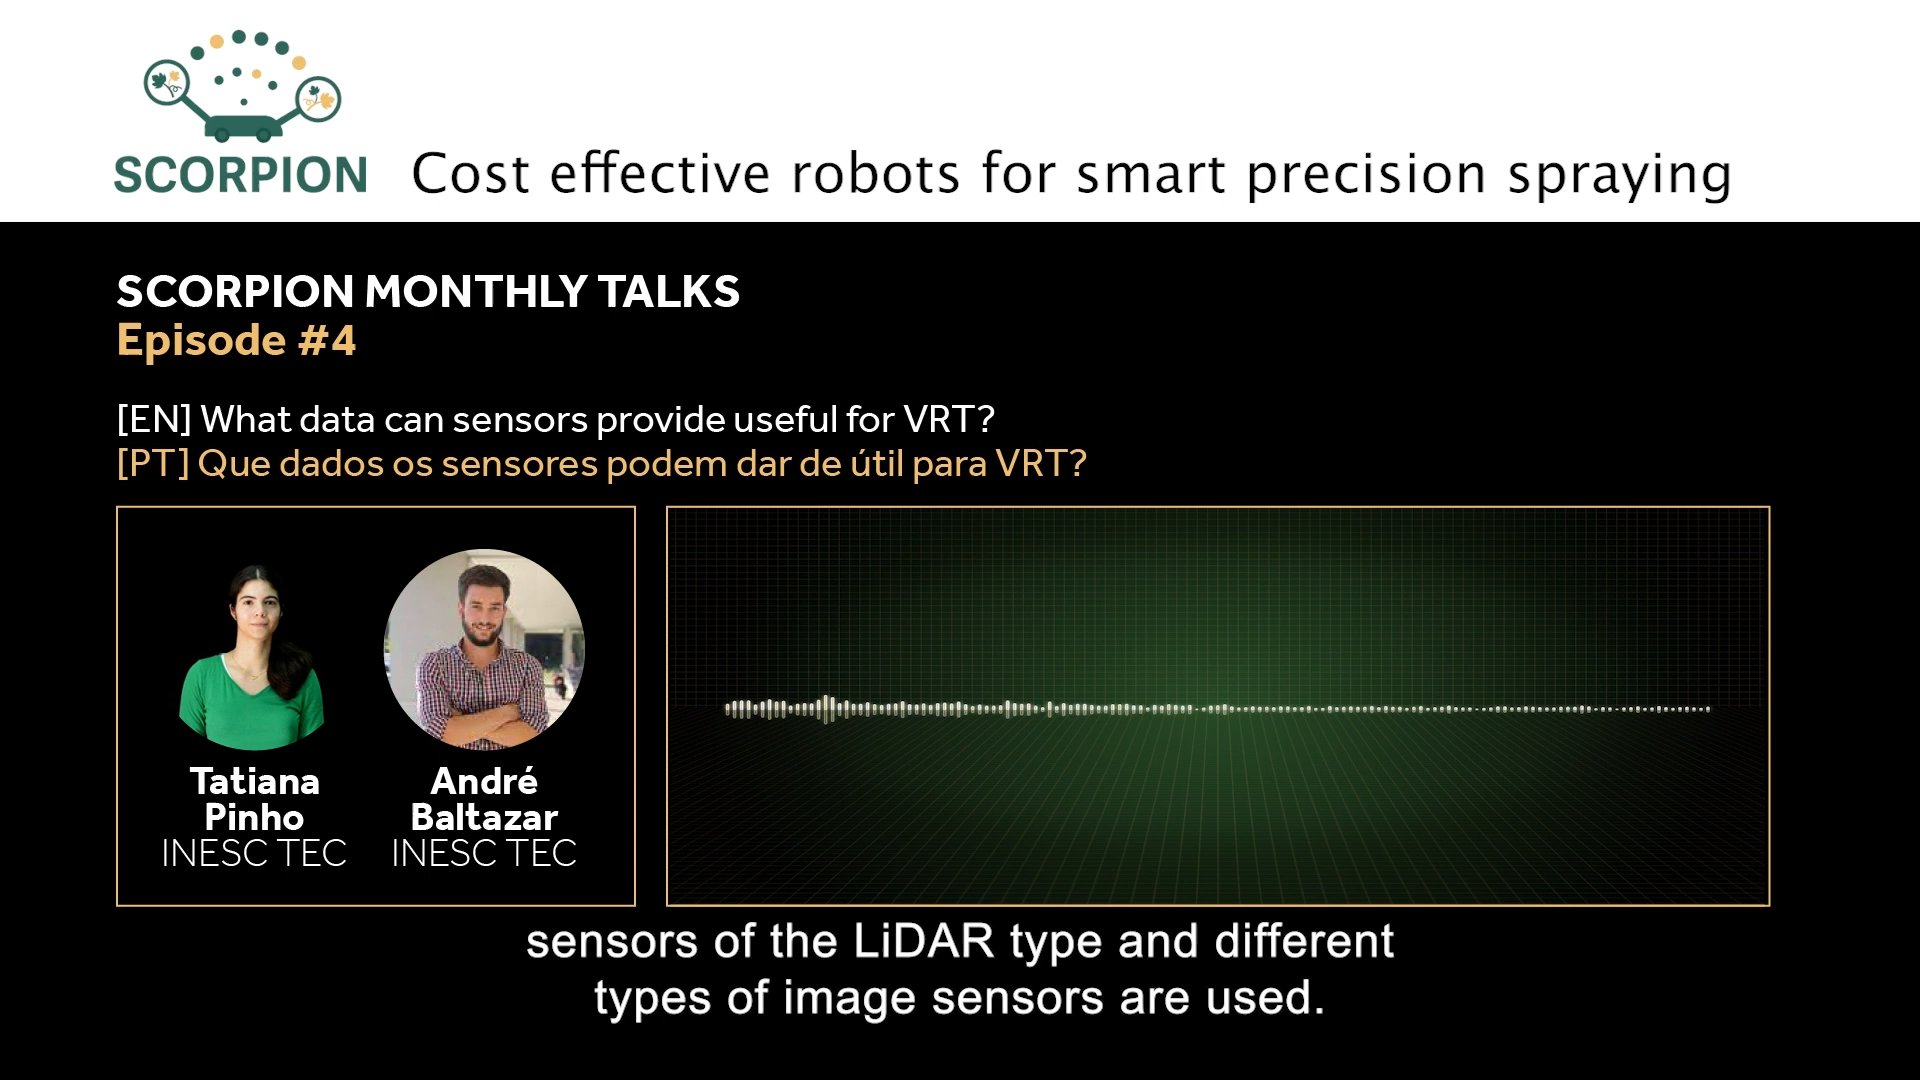 SCORPION
Cost effective robots for smart precision spraying
SCORPION MONTHLY TALKS
Episode #4
[EN] What data can sensors provide useful for VRT?
[PT] Que dados os sensores podem dar de útil para VRT?
Tatiana
Pinho
INESC TEC
André
Baltazar
INESC TEC
sensors of the LiDAR type and different
types of image sensors are used.